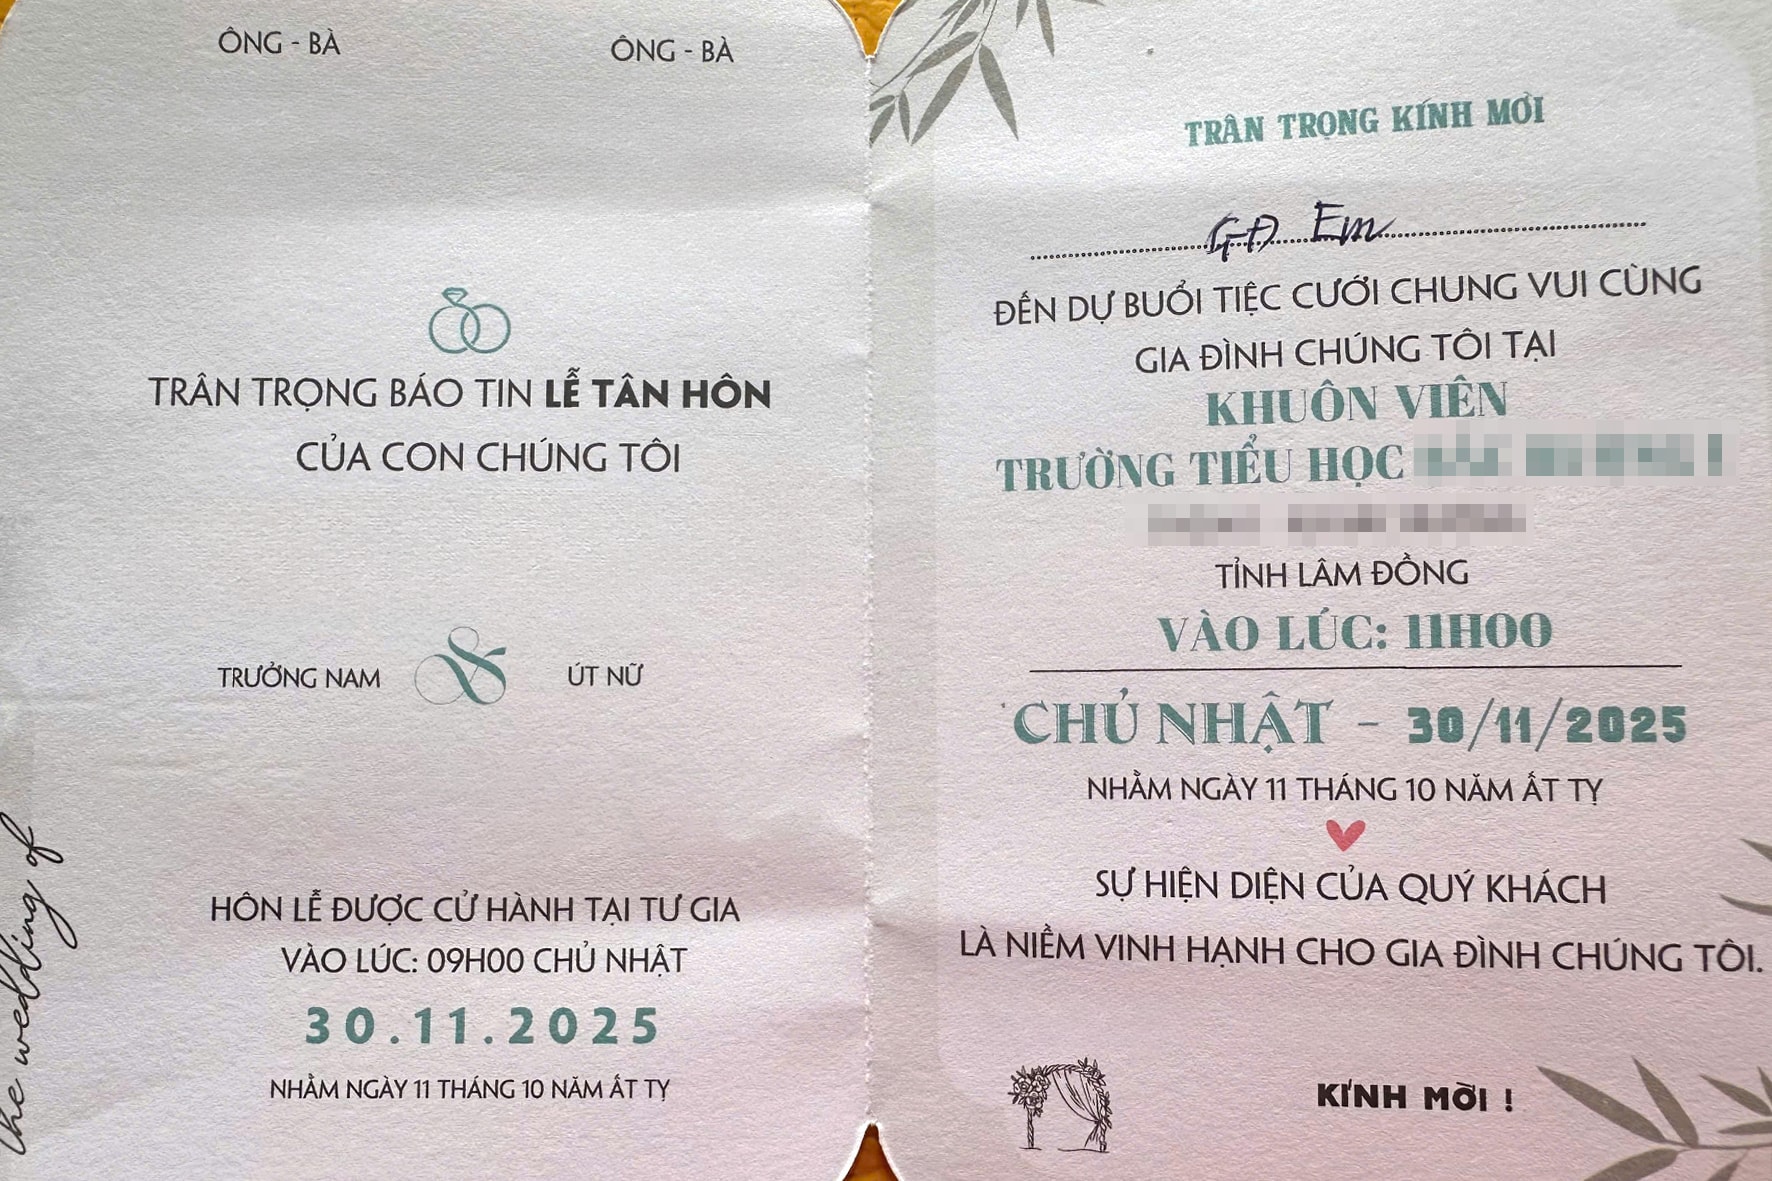 ÔNG - BÀ
ÔNG - BÀ
TRÂN TRỌNG BÁO TIN LỄ TÂN HÔN
CỦA CON CHÚNG TÔI
TRƯỞNG NAM & ÚT NỮ
HÔN LỄ ĐƯỢC CỬ HÀNH TẠI TƯ GIA
VÀO LÚC: 09H00 CHỦ NHẬT
30.11.2025
NHẰM NGÀY 11 THÁNG 10 NĂM ẤT TỴ
the wedding of
TRÂN TRỌNG KÍNH MỜI
GĐ Em
ĐẾN DỰ BUỔI TIỆC CƯỚI CHUNG VUI CÙNG
GIA ĐÌNH CHÚNG TÔI TẠI
KHUÔN VIÊN
TRƯỜNG TIỂU HỌC
TỈNH LÂM ĐỒNG
VÀO LÚC: 11H00
CHỦ NHẬT - 30/11/2025
NHẰM NGÀY 11 THÁNG 10 NĂM ẤT TỴ
SỰ HIỆN DIỆN CỦA QUÝ KHÁCH
LÀ NIỀM VINH HẠNH CHO GIA ĐÌNH CHÚNG TÔI.
KÍNH MỜI !